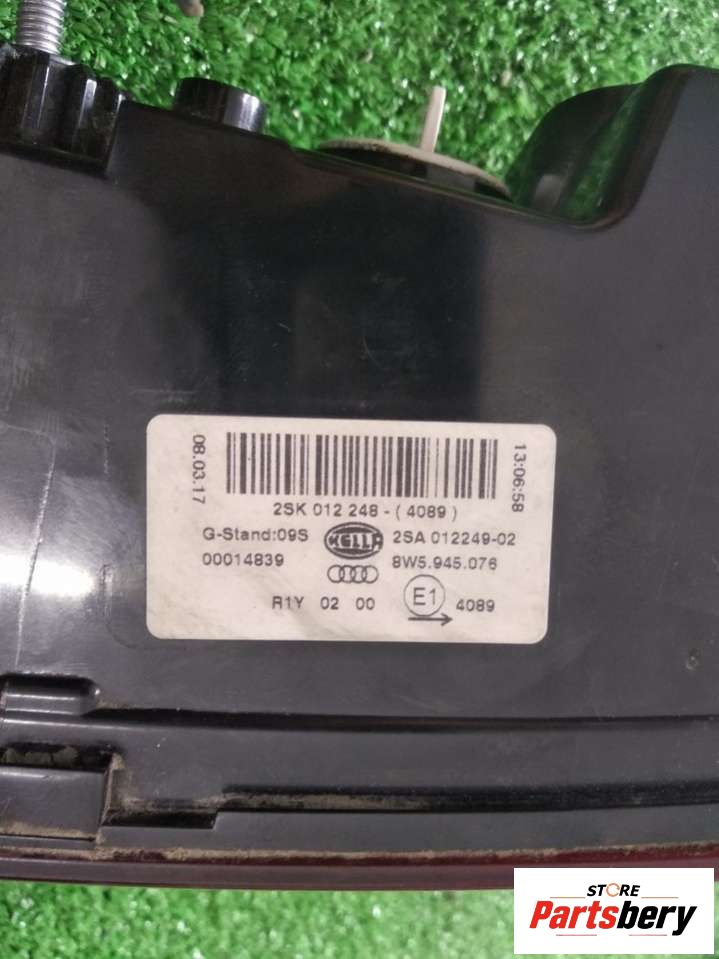 08.03.17
13:06:58
2SK 012 248 - ( 4089 )
G-Stand:09S HELLA 2SA 012249-02
00014839 8W5.945.076
R1Y 02 00 E1 4089
STORE
Partsbery